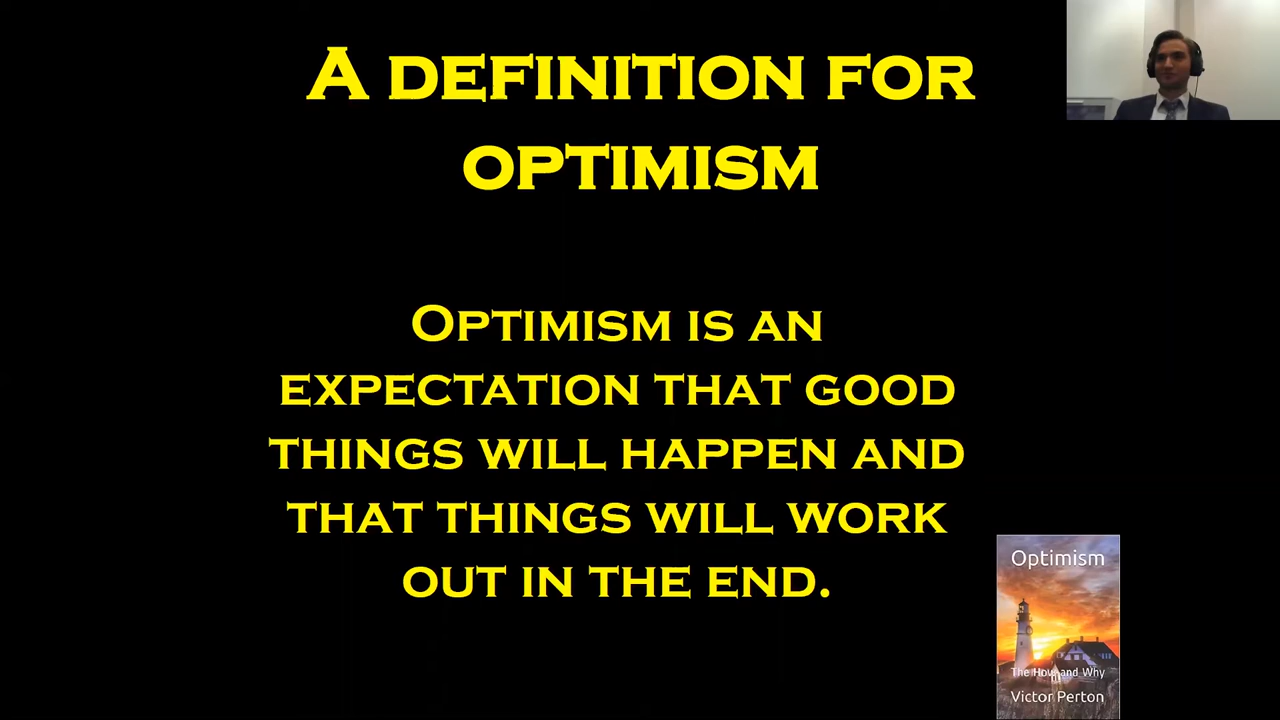 A DEFINITION FOR
OPTIMISM
OPTIMISM IS AN
EXPECTATION THAT GOOD
THINGS WILL HAPPEN AND
THAT THINGS WILL WORK
OUT IN THE END.
Optimism
The How and Why
Victor Perton